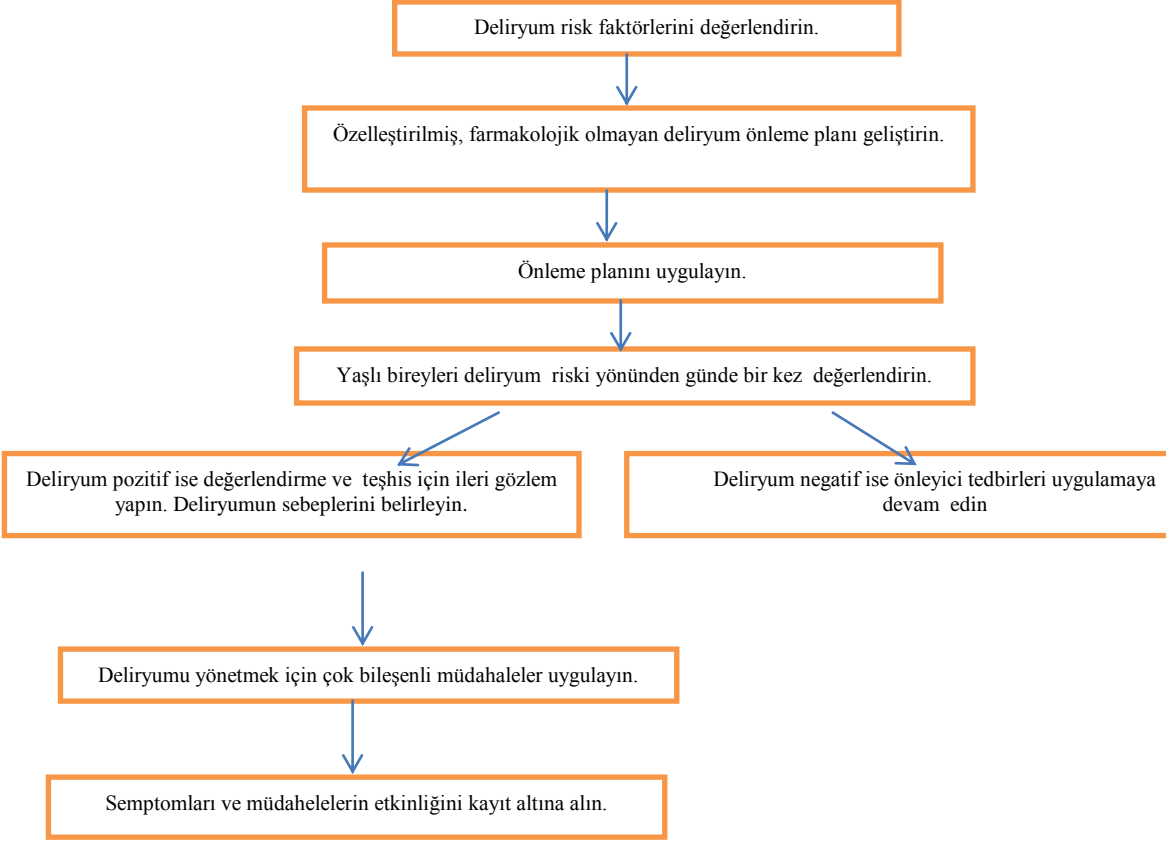 Deliryum risk faktörlerini değerlendirin.
Özelleştirilmiş, farmakolojik olmayan deliryum önleme planı geliştirin.
Önleme planını uygulayın.
Yaşlı bireyleri deliryum riski yönünden günde bir kez değerlendirin.
Deliryum pozitif ise değerlendirme ve teşhis için ileri gözlem
yapın. Deliryumun sebeplerini belirleyin.
Deliryum negatif ise önleyici tedbirleri uygulamaya
devam edin
Deliryumu yönetmek için çok bileşenli müdahaleler uygulayın.
Semptomları ve müdahelelerin etkinliğini kayıt altına alın.